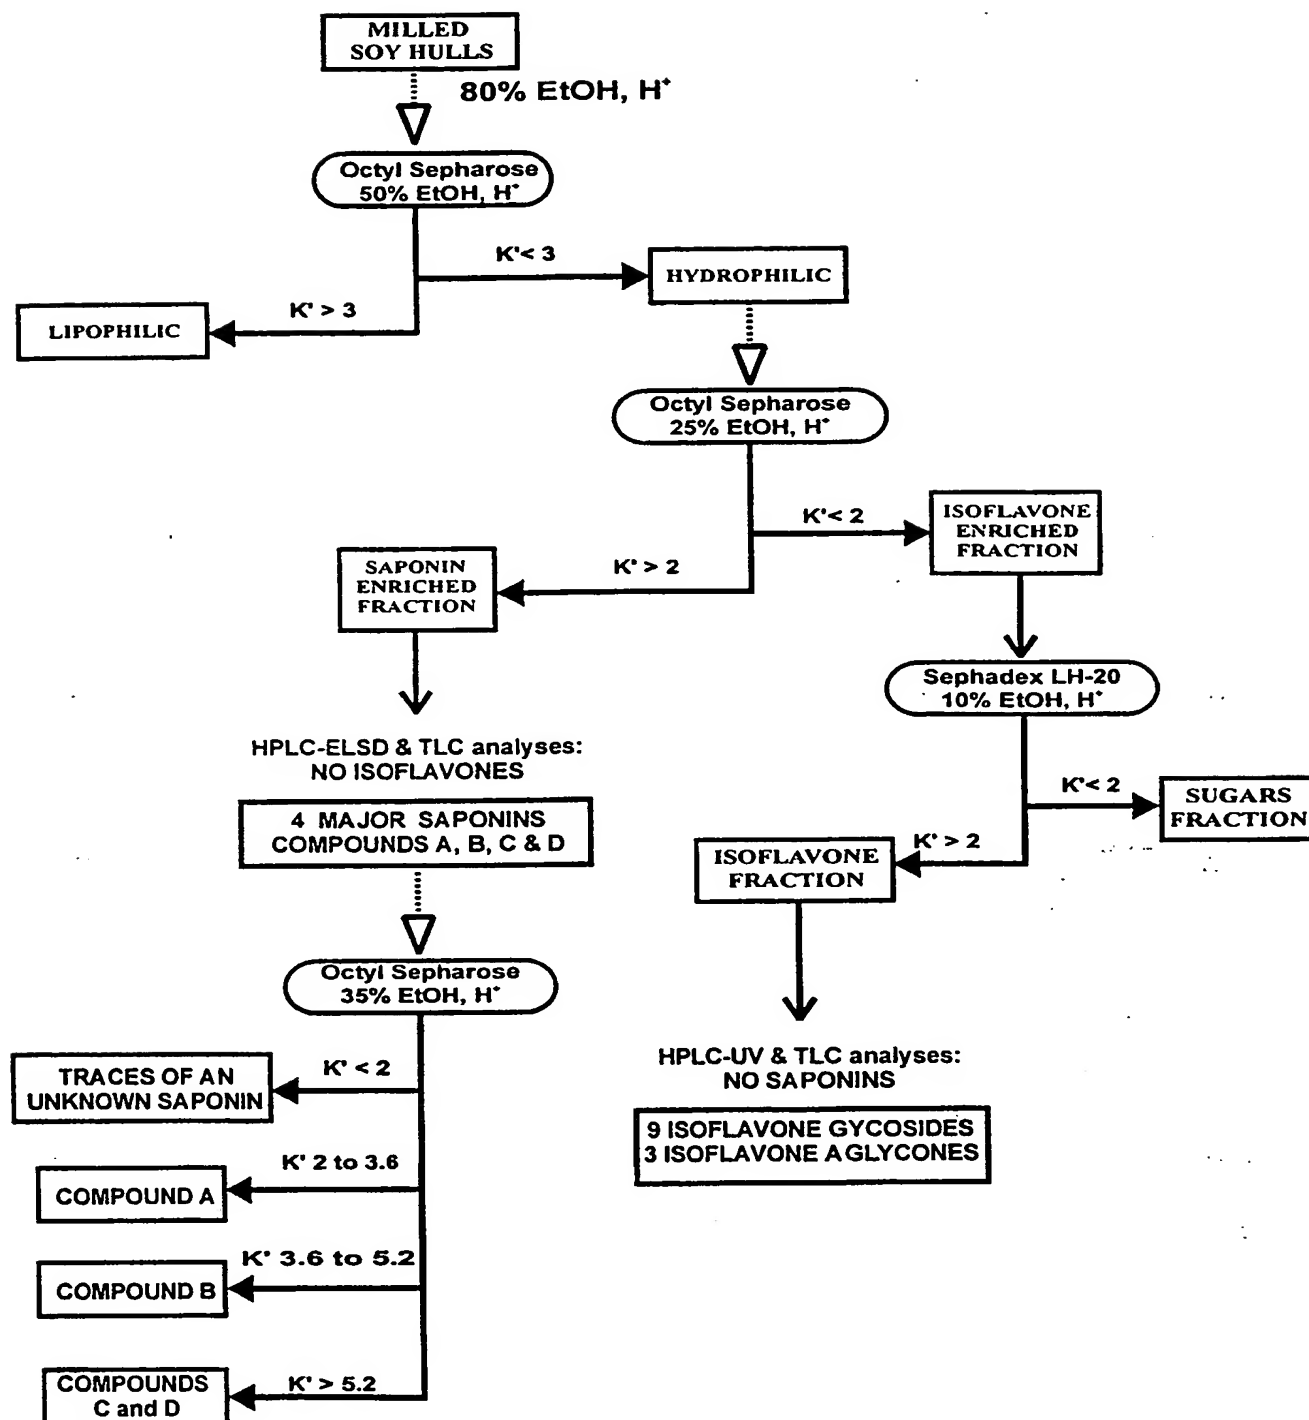 MILLED
SOY HULLS
80% EtOH, H⁺
Octyl Sepharose
50% EtOH, H⁺
K'< 3
HYDROPHILIC
K' > 3
LIPOPHILIC
Octyl Sepharose
25% EtOH, H⁺
K'< 2
ISOFLAVONE
ENRICHED
FRACTION
K' > 2
SAPONIN
ENRICHED
FRACTION
Sephadex LH-20
10% EtOH, H⁺
HPLC-ELSD & TLC analyses:
NO ISOFLAVONES
K'< 2
SUGARS
FRACTION
4 MAJOR SAPONINS
COMPOUNDS A, B, C & D
K' > 2
ISOFLAVONE
FRACTION
Octyl Sepharose
35% EtOH, H⁺
K' < 2
TRACES OF AN
UNKNOWN SAPONIN
HPLC-UV & TLC analyses:
NO SAPONINS
9 ISOFLAVONE GYCOSIDES
3 ISOFLAVONE AGLYCONES
K' 2 to 3.6
COMPOUND A
K' 3.6 to 5.2
COMPOUND B
K' > 5.2
COMPOUNDS
C and D